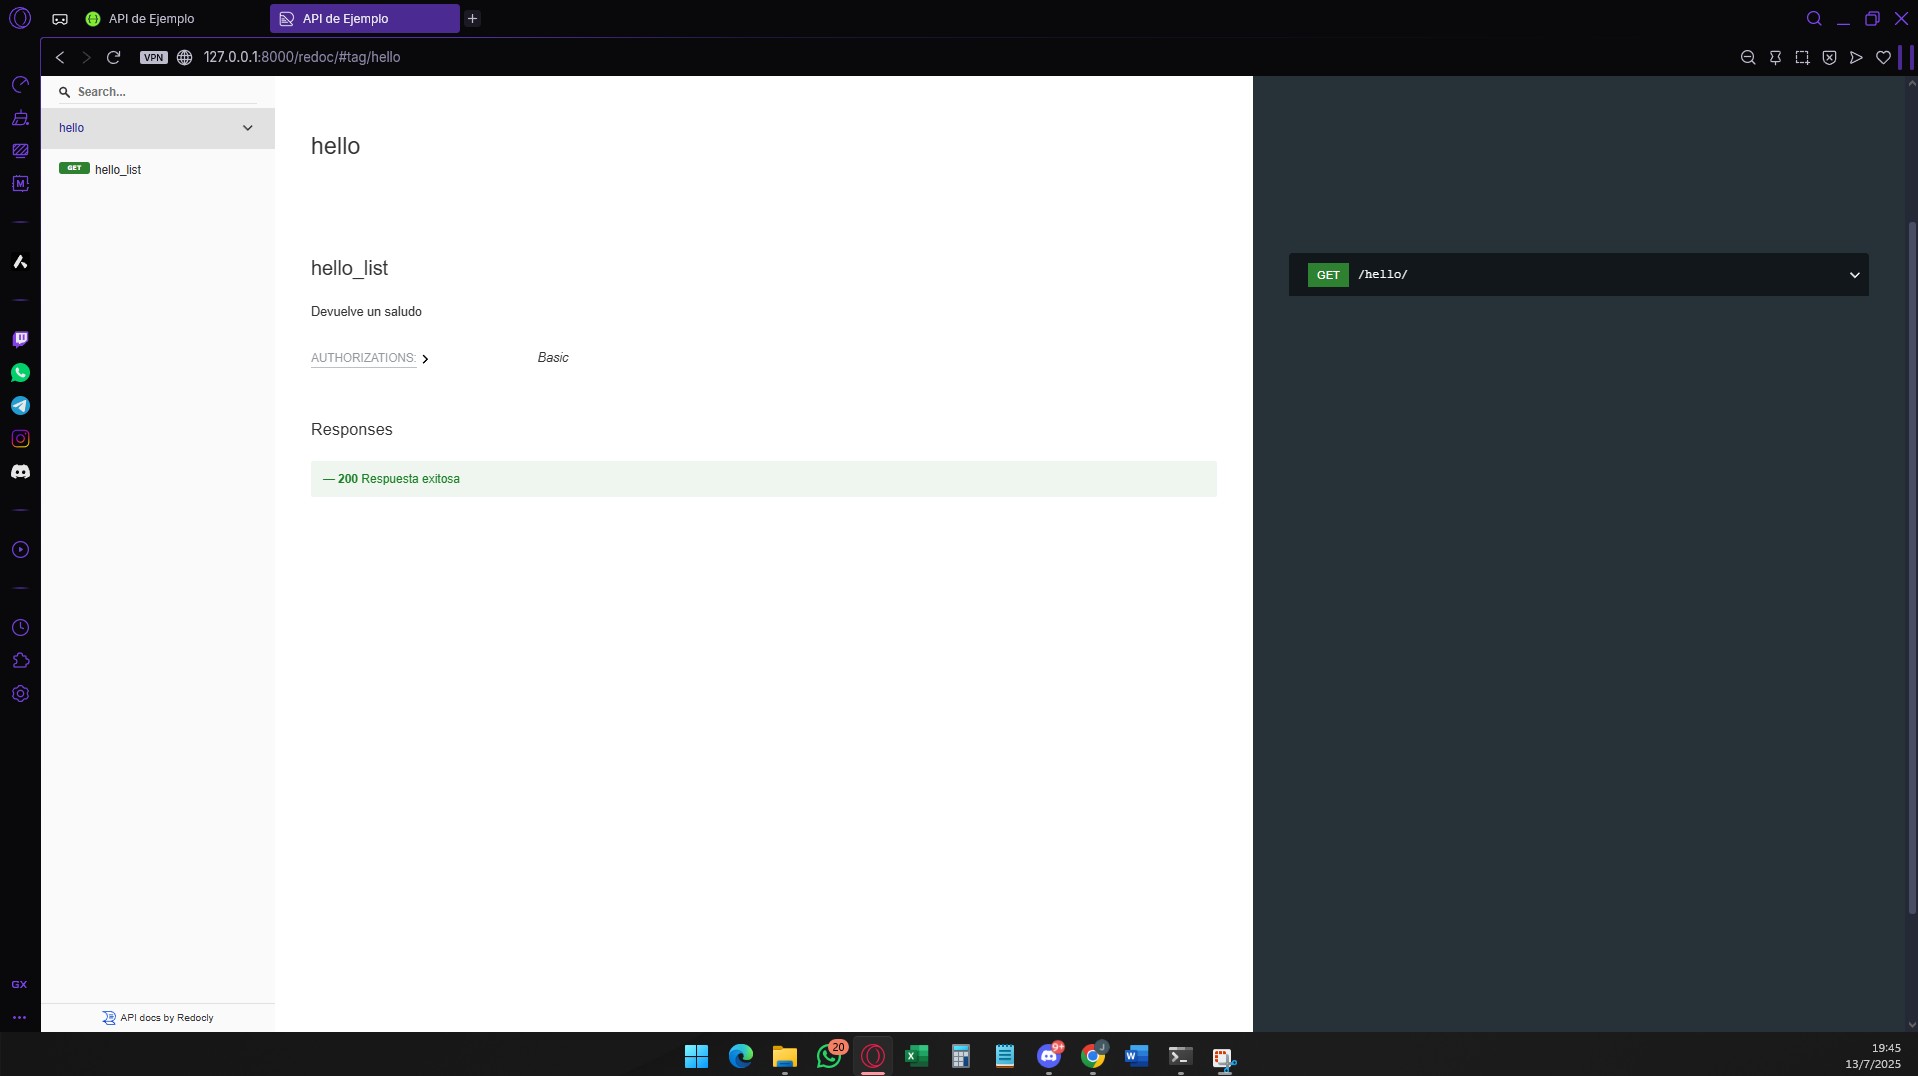 API de Ejemplo
API de Ejemplo
VPN
127.0.0.1:8000/redoc/#tag/hello
Search...
hello
GET hello_list
hello
hello_list
Devuelve un saludo
AUTHORIZATIONS: Basic
Responses
— 200 Respuesta exitosa
GET /hello/
M
GX
API docs by Redocly
20
9+
J
X
W
19:45
13/7/2025